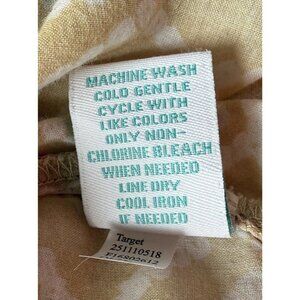 MACHINE WASH
COLD GENTLE
CYCLE WITH
LIKE COLORS
ONLY NON-
CHLORINE BLEACH
WHEN NEEDED
LINE DRY
COOL IRON
IF NEEDED
Target
251110518
F16802612